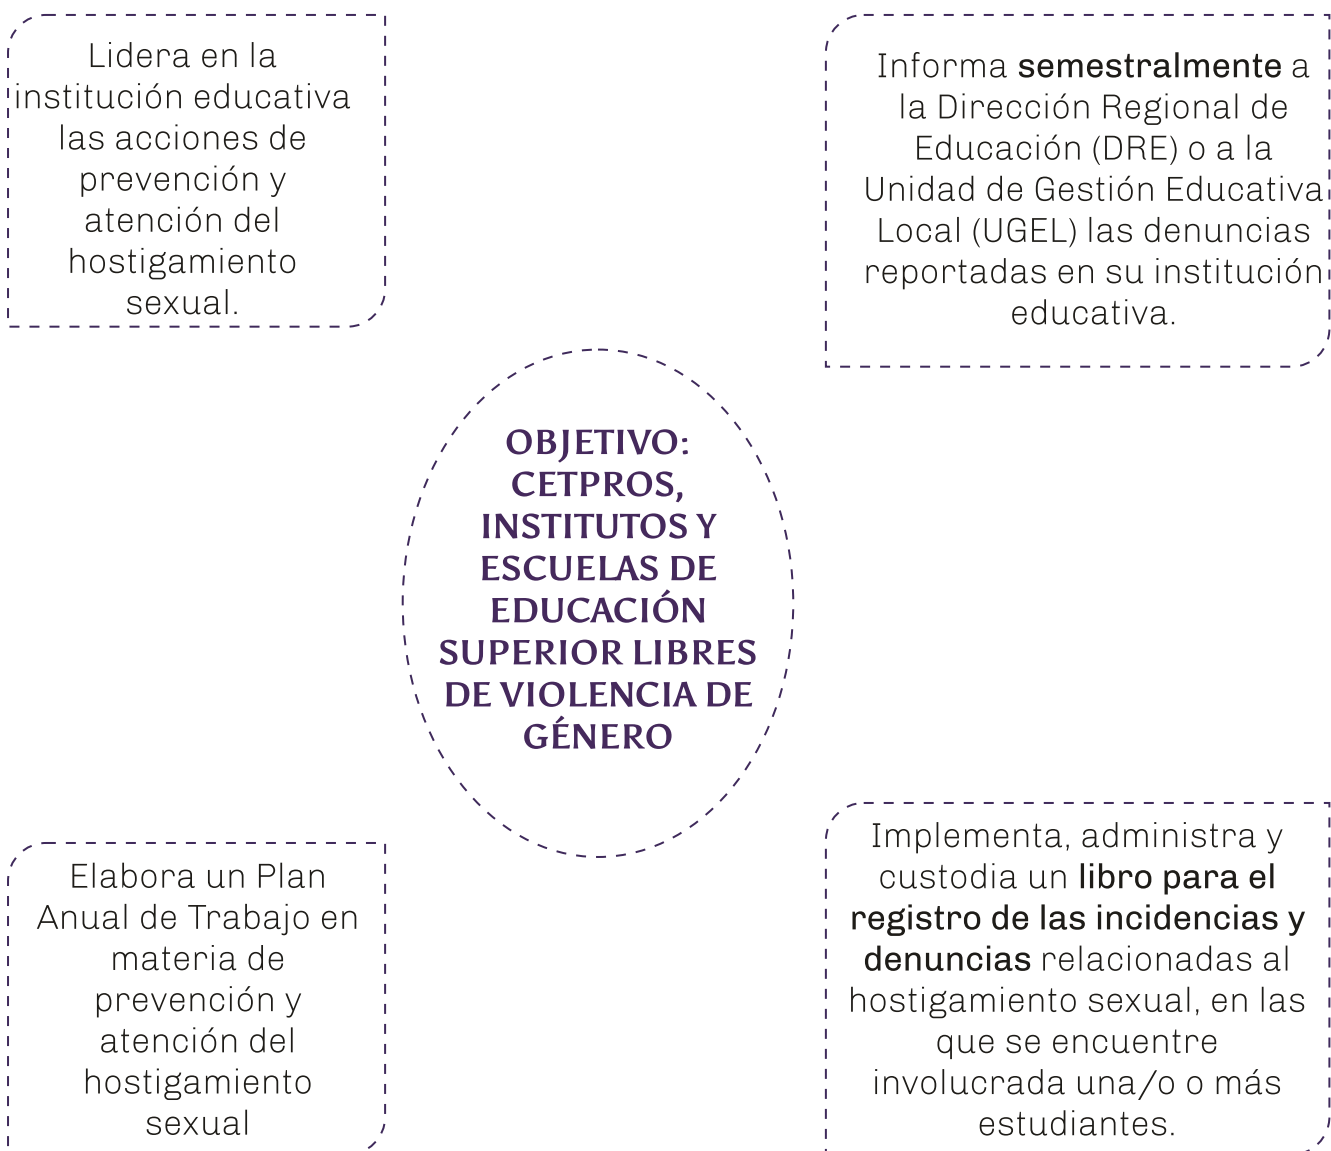 Lidera en la
institución educativa
las acciones de
prevención y
atención del
hostigamiento
sexual.
Informa semestralmente a
la Dirección Regional de
Educación (DRE) o a la
Unidad de Gestión Educativa
Local (UGEL) las denuncias
reportadas en su institución
educativa.
OBJETIVO:
CETPROS,
INSTITUTOS Y
ESCUELAS DE
EDUCACIÓN
SUPERIOR LIBRES
DE VIOLENCIA DE
GÉNERO
Elabora un Plan
Anual de Trabajo en
materia de
prevención y
atención del
hostigamiento
sexual
Implementa, administra y
custodia un libro para el
registro de las incidencias y
denuncias relacionadas al
hostigamiento sexual, en las
que se encuentre
involucrada una/o o más
estudiantes.